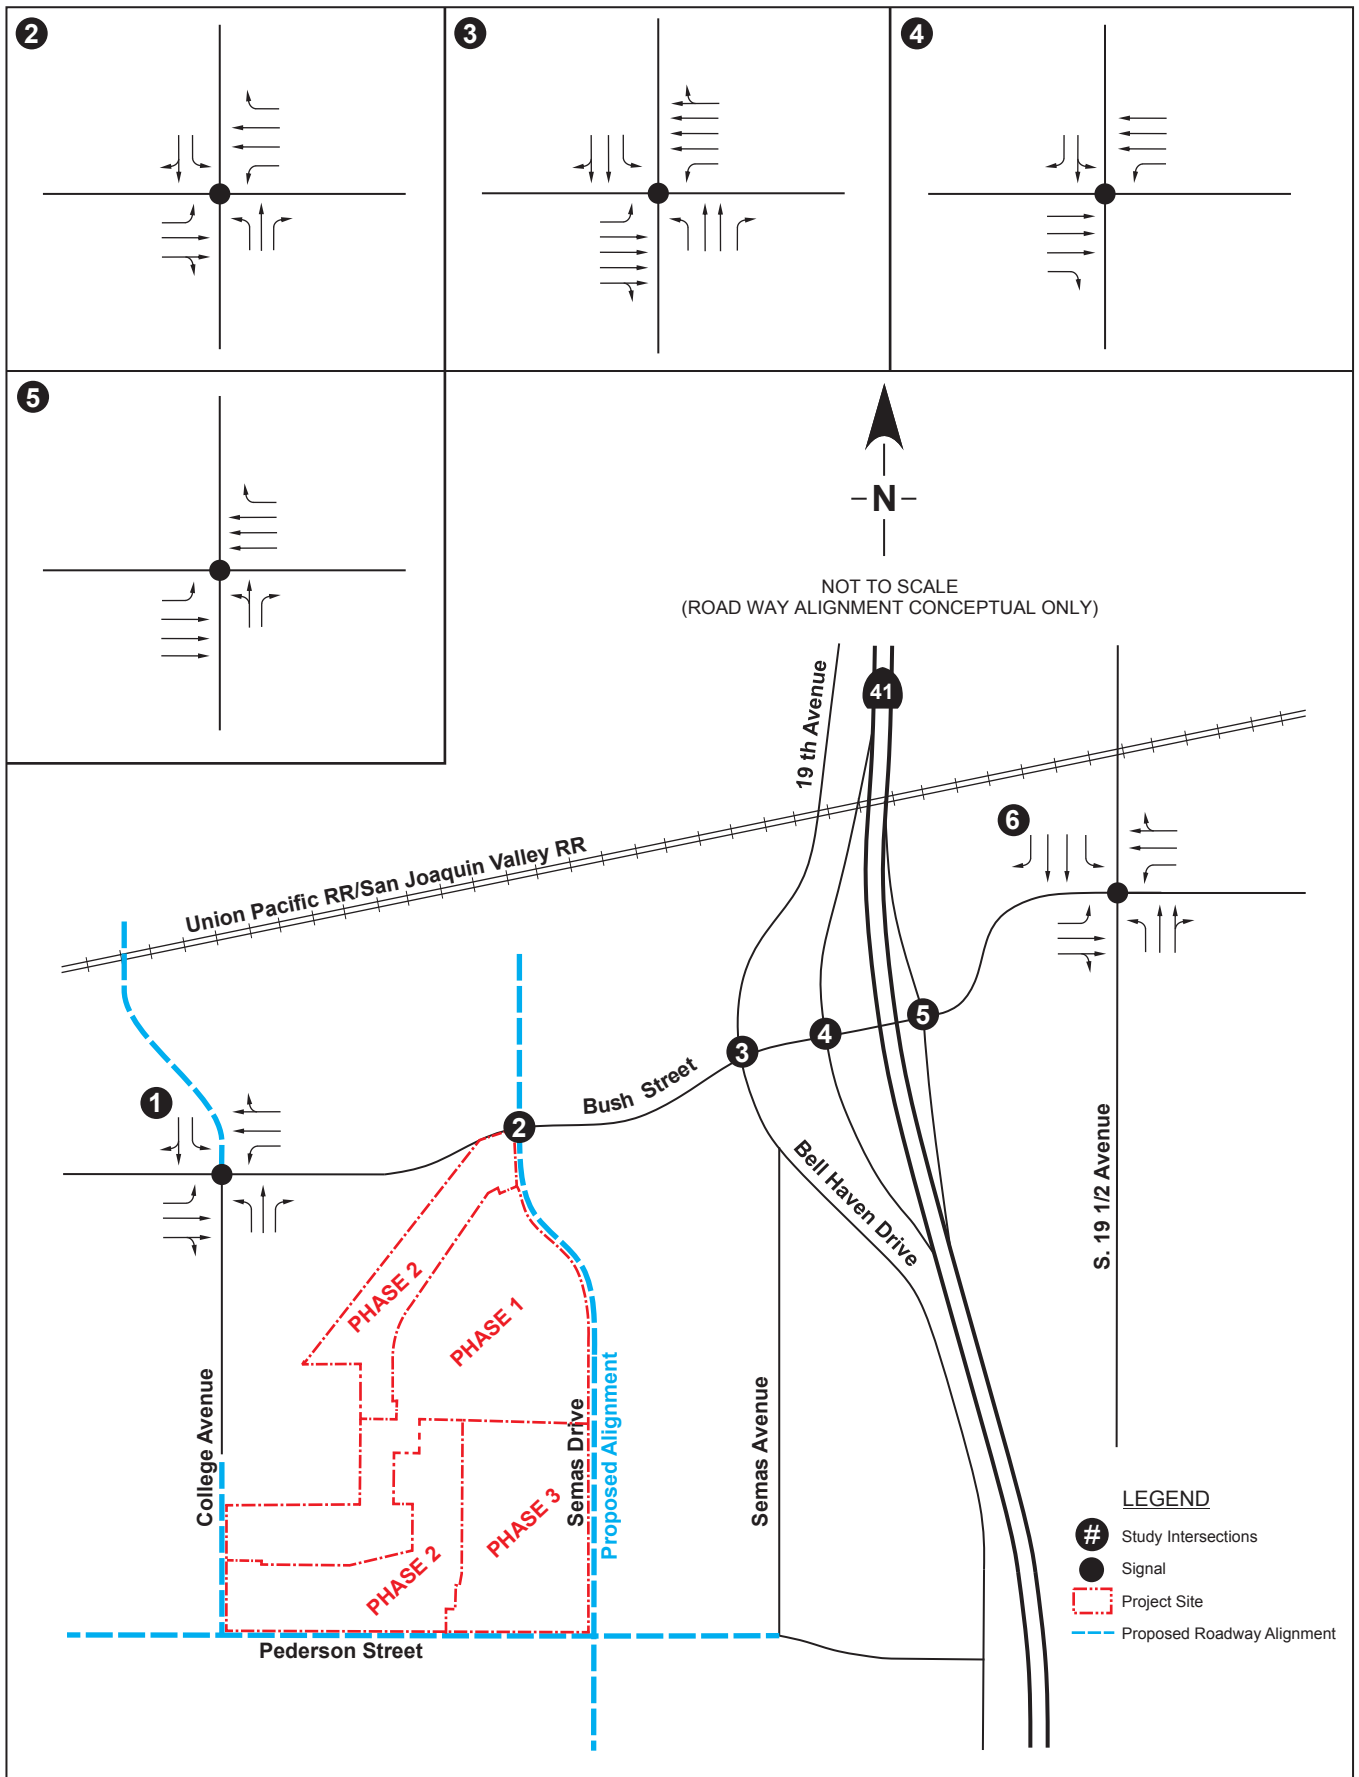 2
3
4
5
N
NOT TO SCALE
(ROAD WAY ALIGNMENT CONCEPTUAL ONLY)
19 th Avenue
41
Union Pacific RR/San Joaquin Valley RR
6
5
4
3
Bush Street
1
2
Bell Haven Drive
S. 19 1/2 Avenue
PHASE 2
PHASE 1
College Avenue
Semas Drive
Proposed Alignment
Semas Avenue
PHASE 3
PHASE 2
Pederson Street
LEGEND
# Study Intersections
Signal
Project Site
Proposed Roadway Alignment